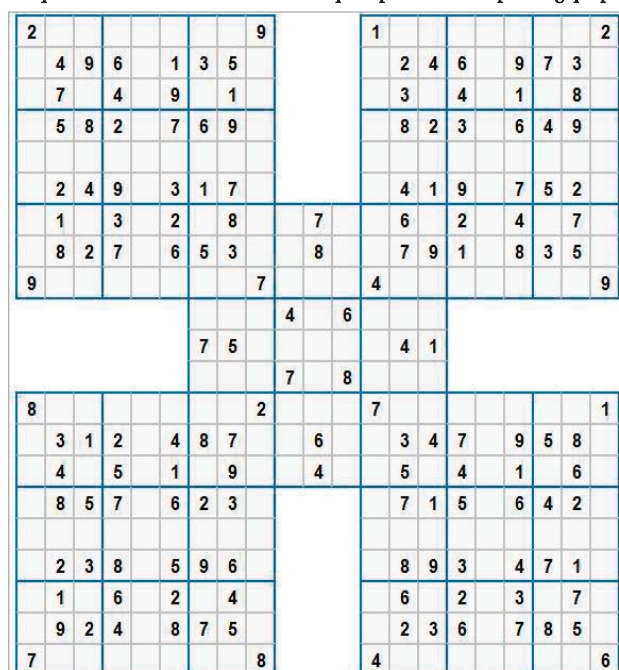 2 9 1 2
4 9 6 1 3 5 2 4 6 9 7 3
7 4 9 1 3 4 1 8
5 8 2 7 6 9 8 2 3 6 4 9
2 4 9 3 1 7 4 1 9 7 5 2
1 3 2 8 7 6 2 4 7
8 2 7 6 5 3 8 7 9 1 8 3 5
9 7 4 9
4 6
7 5 4 1
7 8
8 2 7 1
3 1 2 4 8 7 6 3 4 7 9 5 8
4 5 1 9 4 5 4 1 6
8 5 7 6 2 3 7 1 5 6 4 2
2 3 8 5 9 6 8 9 3 4 7 1
1 6 2 4 6 2 3 7
9 2 4 8 7 5 2 3 6 7 8 5
7 8 4 6